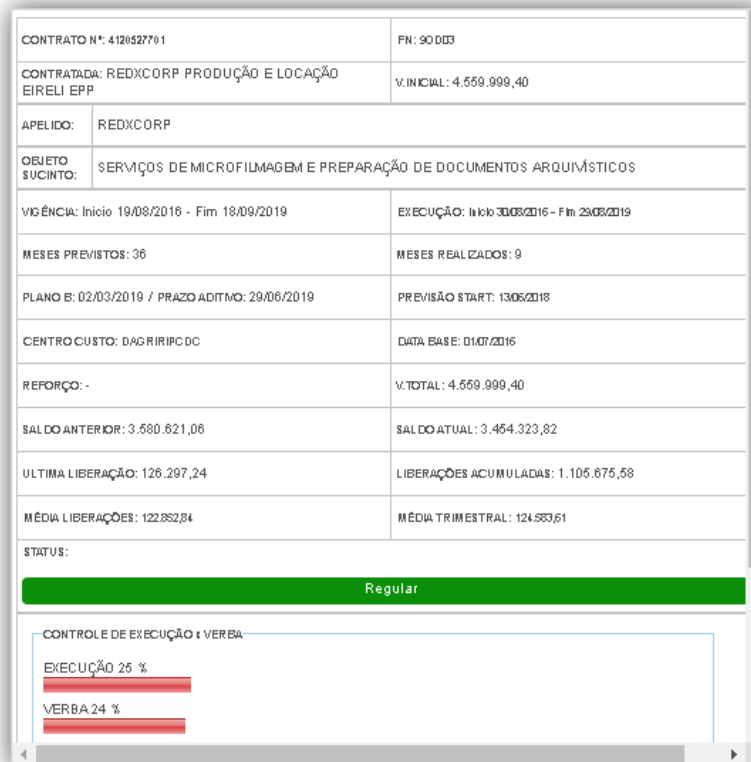 CONTRATO Nº: 4120527701
FN: 90003
CONTRATADA: REDXCORP PRODUÇÃO E LOCAÇÃO
EIRELI EPP
V.INICIAL: 4.559.999,40
APELIDO:
REDXCORP
OBJETO
SUCINTO:
SERVIÇOS DE MICROFILMAGEM E PREPARAÇÃO DE DOCUMENTOS ARQUIVÍSTICOS
VIGÊNCIA: Inicio 19/08/2016 - Fim 18/09/2019
EXECUÇÃO: Inicio 30/08/2016 - Fim 29/08/2019
MESES PREVISTOS: 36
MESES REALIZADOS: 9
PLANO B: 02/03/2019 / PRAZO ADITIVO: 29/06/2019
PREVISÃO START: 13/06/2018
CENTRO CUSTO: DAGRIRIPCDC
DATA BASE: 01/07/2016
REFORÇO: -
V.TOTAL: 4.559.999,40
SALDO ANTERIOR: 3.580.621,06
SALDO ATUAL: 3.454.323,82
ULTIMA LIBERAÇÃO: 126.297,24
LIBERAÇÕES ACUMULADAS: 1.105.675,58
MÉDIA LIBERAÇÕES: 122.852,84
MÉDIA TRIMESTRAL: 124.583,61
STATUS:
Regular
CONTROLE DE EXECUÇÃO x VERBA
EXECUÇÃO 25 %
VERBA 24 %